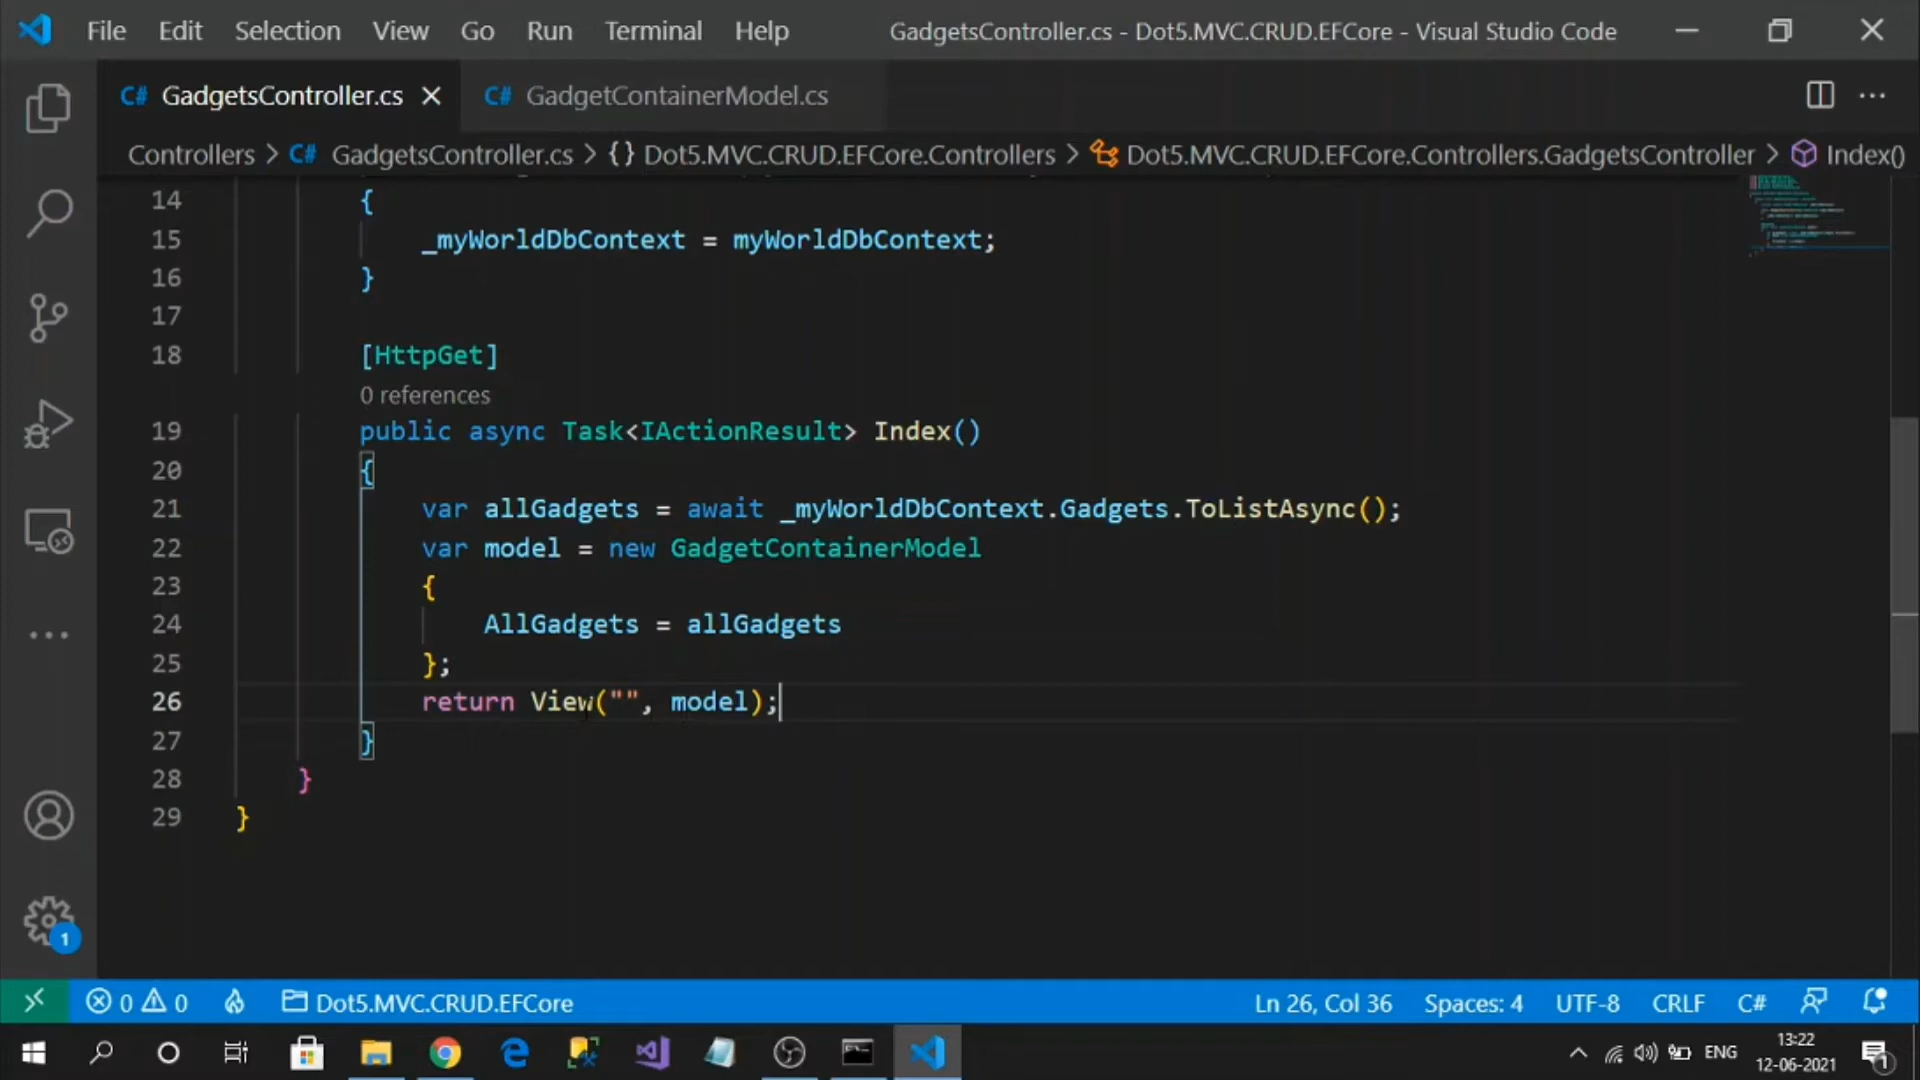 File Edit Selection View Go Run Terminal Help GadgetsController.cs - Dot5.MVC.CRUD.EFCore - Visual Studio Code
C# GadgetsController.cs C# GadgetContainerModel.cs
Controllers > C# GadgetsController.cs > {} Dot5.MVC.CRUD.EFCore.Controllers > Dot5.MVC.CRUD.EFCore.Controllers.GadgetsController > Index()
14 {
15 _myWorldDbContext = myWorldDbContext;
16 }
17
18 [HttpGet]
0 references
19 public async Task<IActionResult> Index()
20 {
21 var allGadgets = await _myWorldDbContext.Gadgets.ToListAsync();
22 var model = new GadgetContainerModel
23 {
24 AllGadgets = allGadgets
25 };
26 return View("", model);
27 }
28 }
29 }
1
0 0 Dot5.MVC.CRUD.EFCore Ln 26, Col 36 Spaces: 4 UTF-8 CRLF C#
ENG 13:22
12-06-2021
1